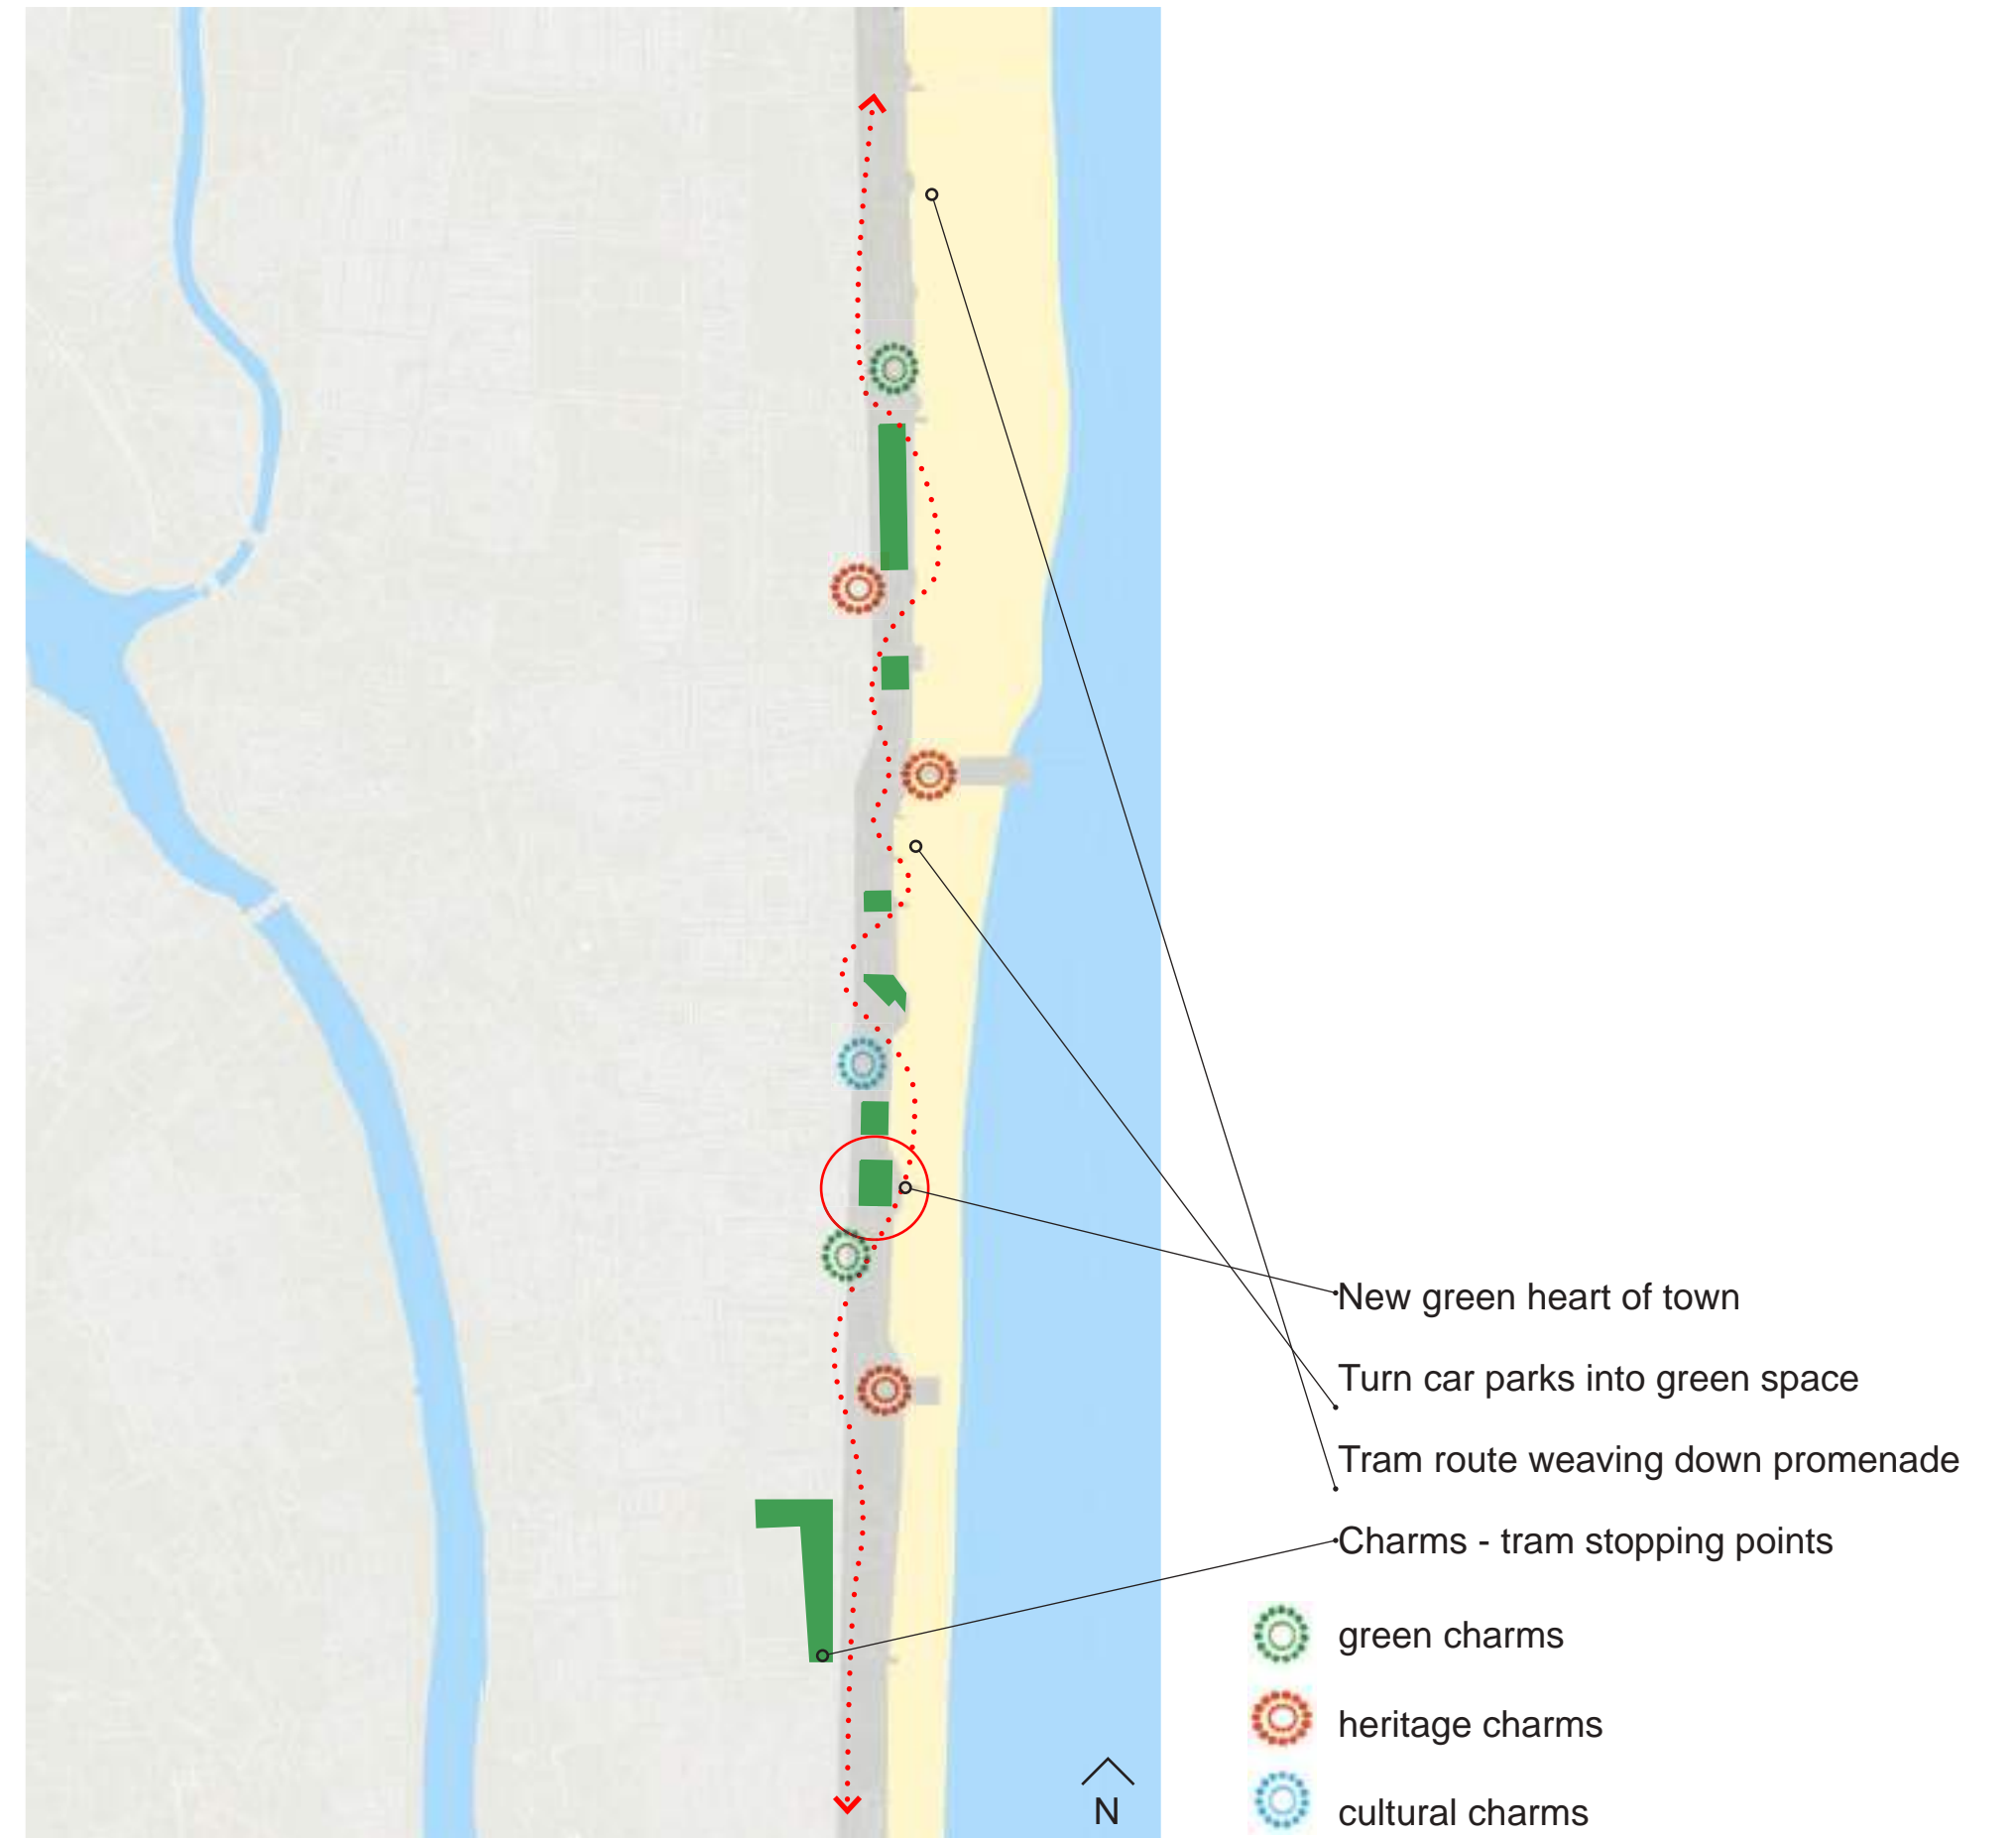 New green heart of town
Turn car parks into green space
Tram route weaving down promenade
Charms - tram stopping points
green charms
heritage charms
N
cultural charms